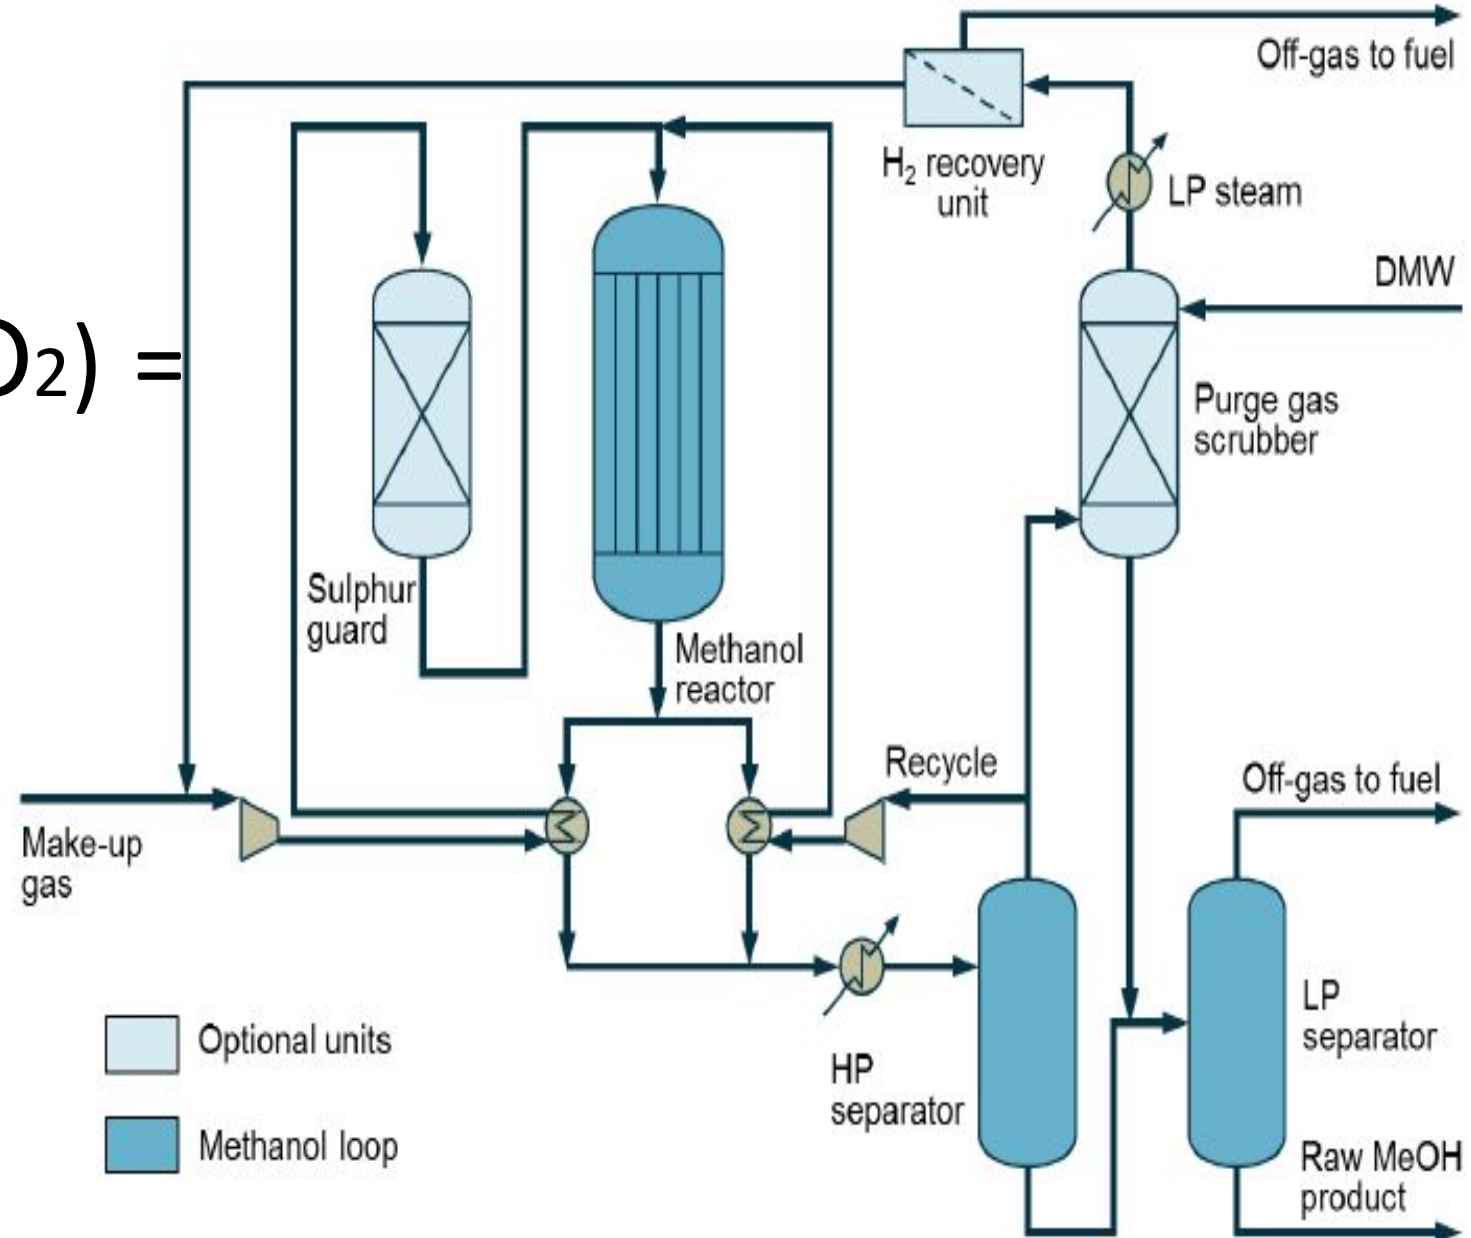 Off-gas to fuel
H₂ recovery
unit
LP steam
DMW
O₂) =
Purge gas
scrubber
Sulphur
guard
Methanol
reactor
Recycle
Off-gas to fuel
Make-up
gas
LP
separator
Optional units
HP
separator
Methanol loop
Raw MeOH
product